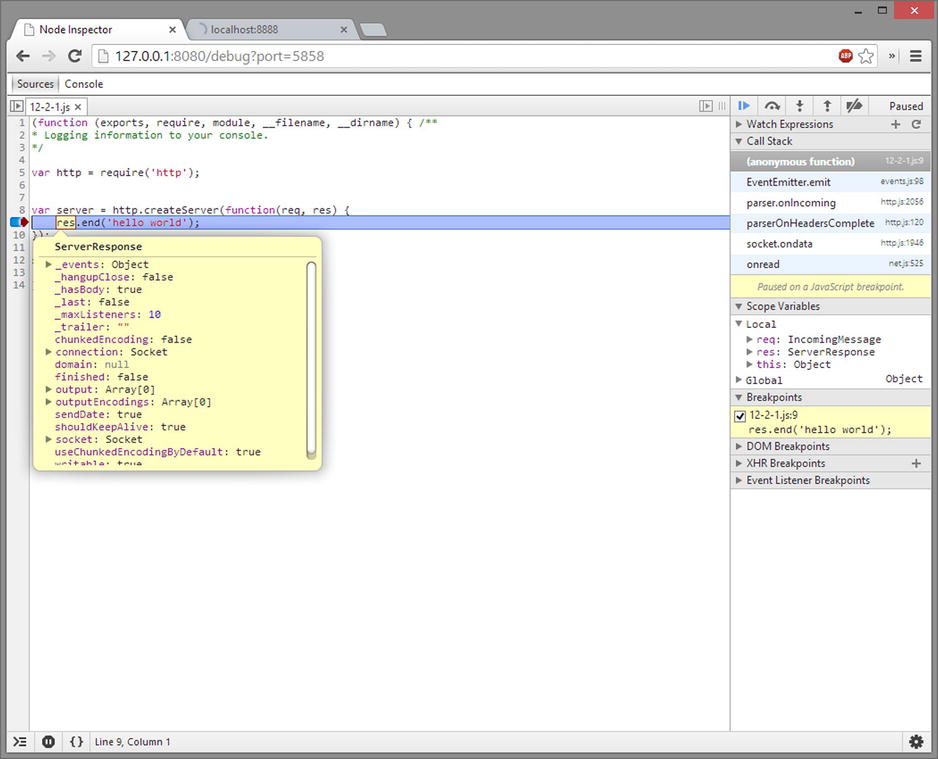 Node Inspector
localhost:8888
127.0.0.1:8080/debug?port=5858
ABP
Sources Console
12-2-1.js
1 (function (exports, require, module, __filename, __dirname) { /**
2 * Logging information to your console.
3 */
4
5 var http = require('http');
6
7
8 var server = http.createServer(function(req, res) {
res.end('hello world');
10 });
11
12
13
14
ServerResponse
_events: Object
_hangupClose: false
_hasBody: true
_last: false
_maxListeners: 10
_trailer: ""
chunkedEncoding: false
connection: Socket
domain: null
finished: false
output: Array[0]
outputEncodings: Array[0]
sendDate: true
shouldKeepAlive: true
socket: Socket
useChunkedEncodingByDefault: true
writable: true
Paused
Watch Expressions
Call Stack
(anonymous function) 12-2-1.js:9
EventEmitter.emit events.js:98
parser.onIncoming http.js:2056
parserOnHeadersComplete http.js:120
socket.ondata http.js:1946
onread net.js:525
Paused on a JavaScript breakpoint.
Scope Variables
Local
req: IncomingMessage
res: ServerResponse
this: Object
Global Object
Breakpoints
12-2-1.js:9
res.end('hello world');
DOM Breakpoints
XHR Breakpoints
Event Listener Breakpoints
{ } Line 9, Column 1